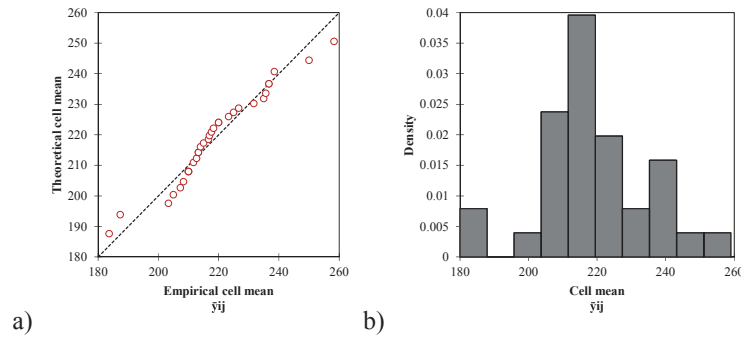 260
250
240
230
220
210
200
190
180
Theoretical cell mean
180 200 220 240 260
Empirical cell mean
ȳij
a)
0.04
0.035
0.03
0.025
0.02
0.015
0.01
0.005
0
Density
180 200 220 240 260
Cell mean
ȳij
b)